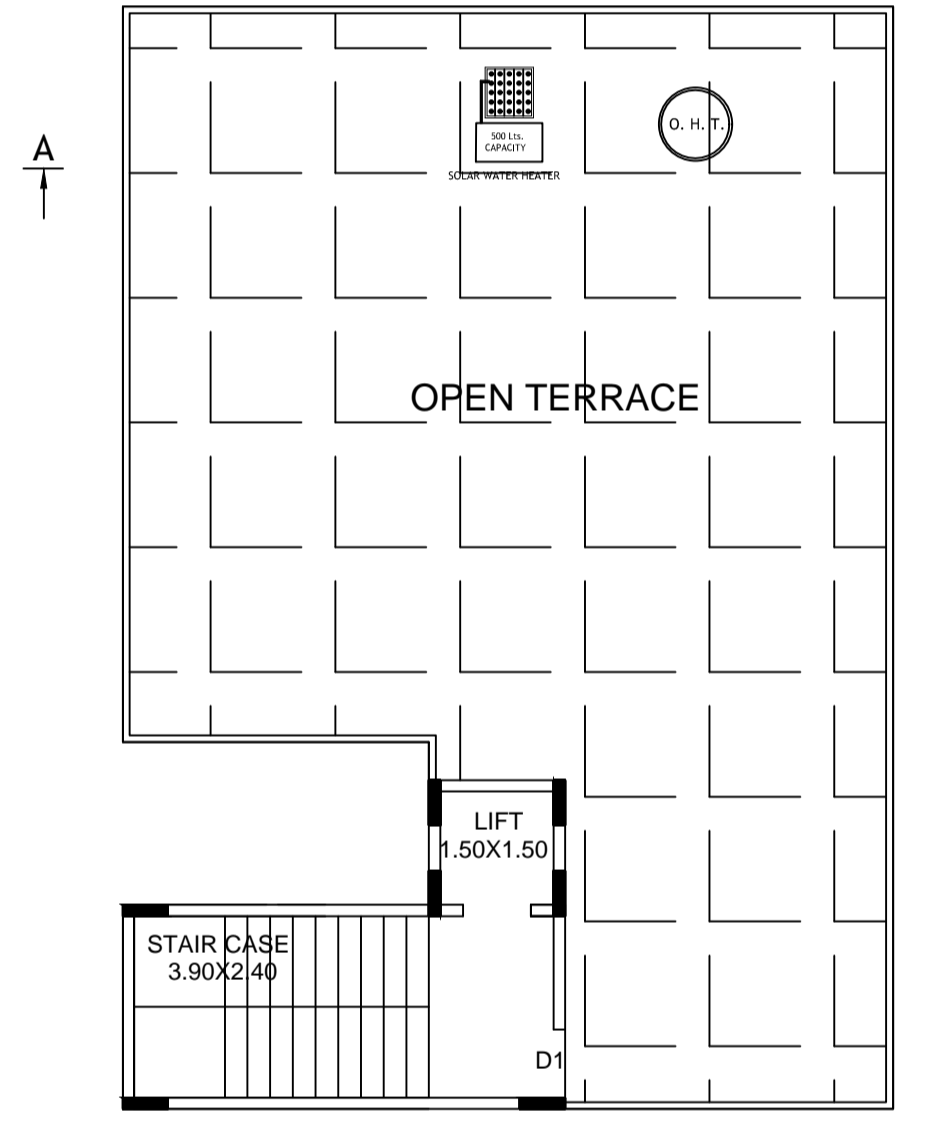 A
500 Lts.
CAPACITY
SOLAR WATER HEATER
O. H. T.
OPEN TERRACE
LIFT
1.50X1.50
STAIR CASE
3.90X2.40
D1